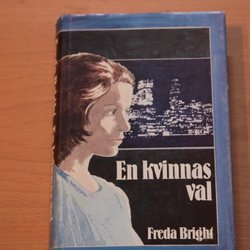 En kvinnas
val
Freda Bright